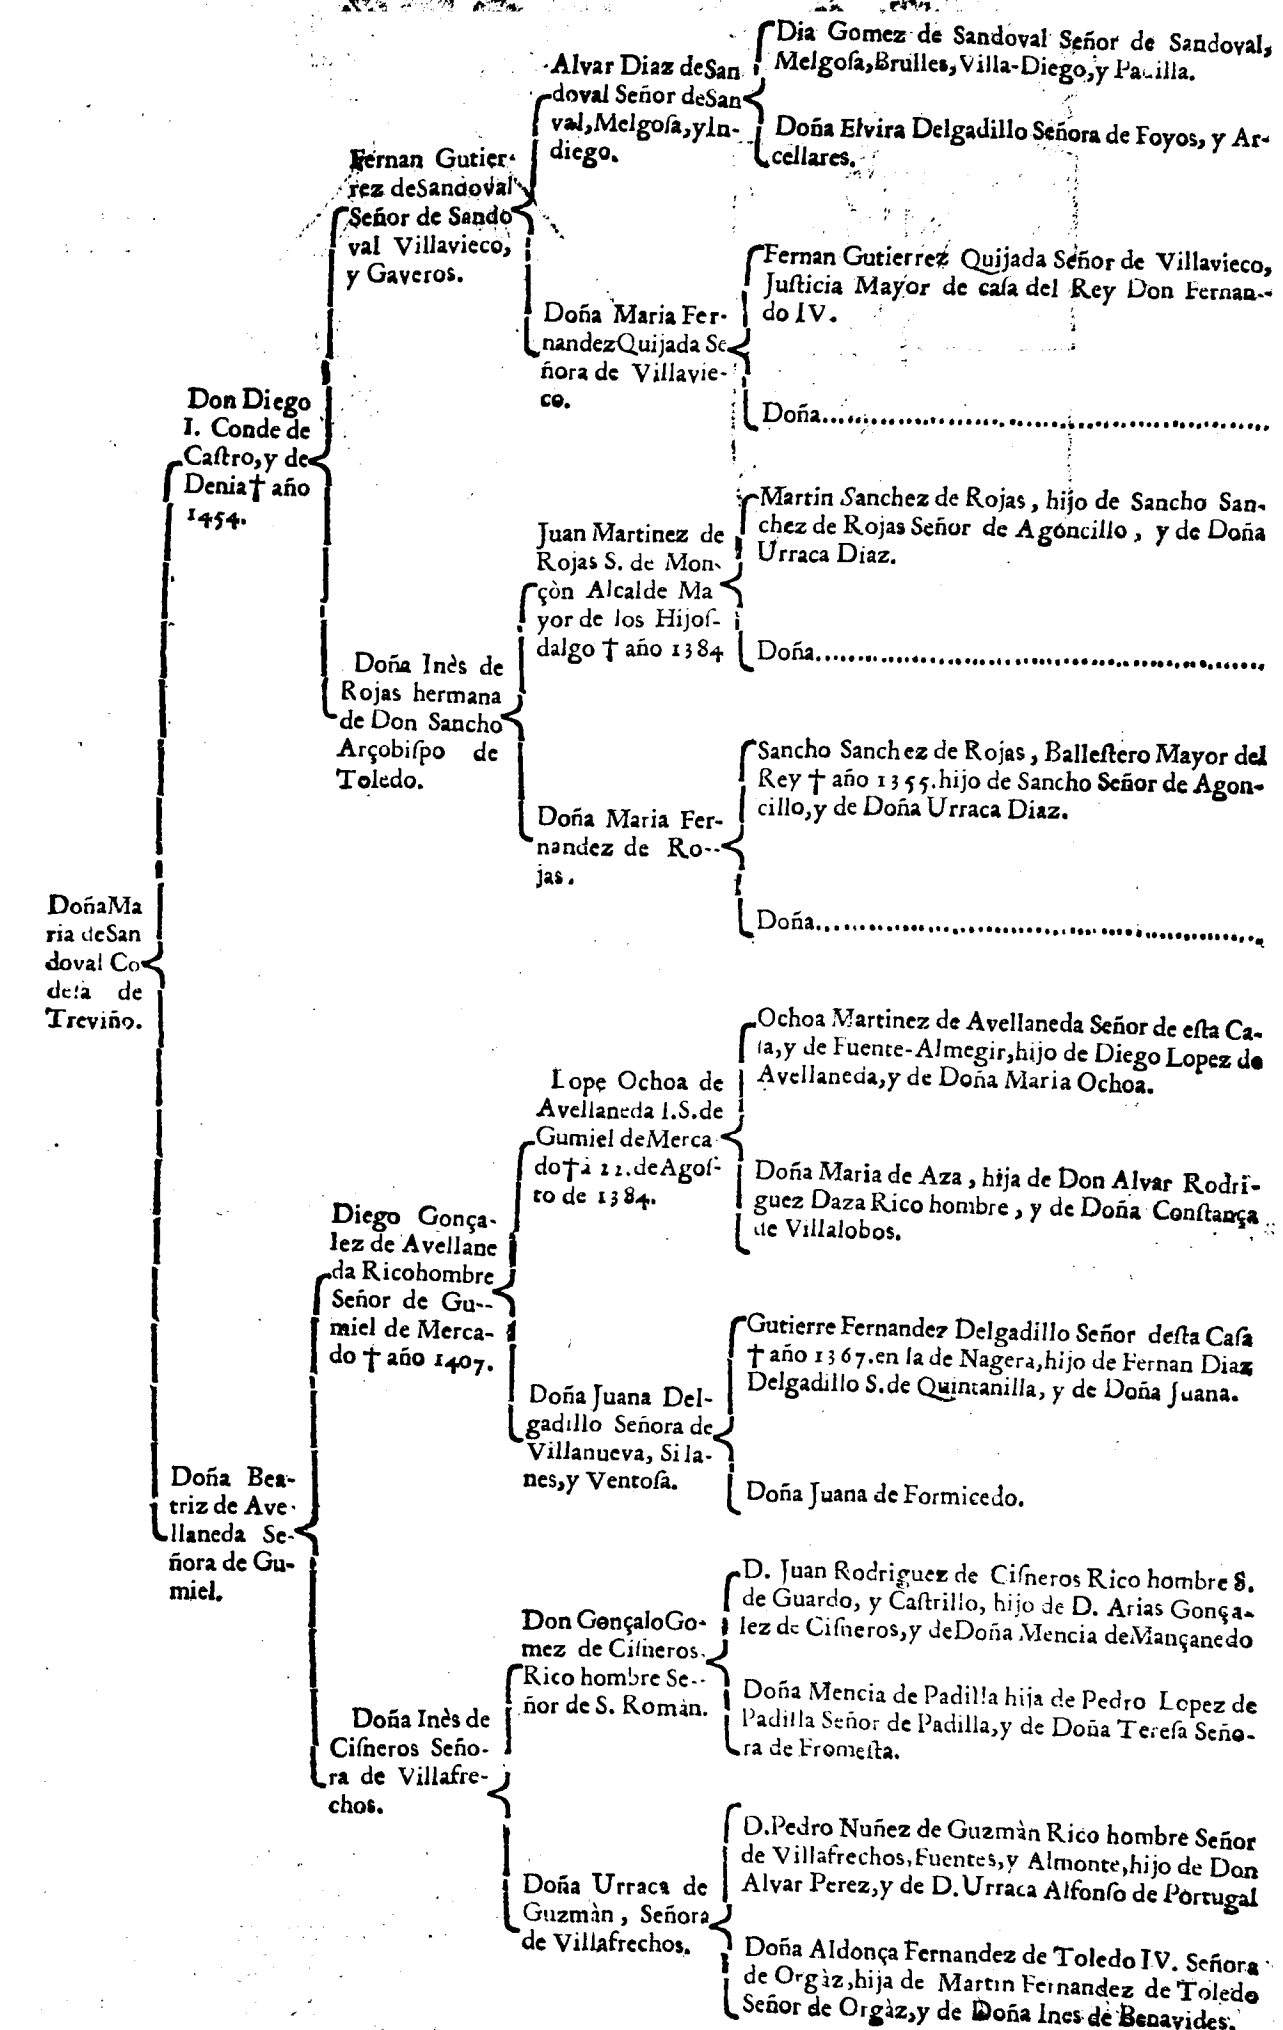 Doña Ma
ria de San
doval Co
desa de
Treviño.
Don Diego
I. Conde de
Caſtro, y de
Denia † año
1454.
Fernan Gutier-
rez de Sandoval
Señor de Sando
val Villavieco,
y Gaveros.
Alvar Diaz de San
doval Señor de San
val, Melgoſa, y In-
diego.
Dia Gomez de Sandoval Señor de Sandoval,
Melgoſa, Brulles, Villa-Diego, y Padilla.
Doña Elvira Delgadillo Señora de Foyos, y Ar-
cellares.
Doña Maria Fer-
nandez Quijada Se
ñora de Villavie-
co.
Fernan Gutierrez Quijada Señor de Villavieco,
Juſticia Mayor de caſa del Rey Don Fernan-
do IV.
Doña..................................................
Doña Inès de
Rojas hermana
de Don Sancho
Arçobiſpo de
Toledo.
Juan Martinez de
Rojas S. de Mon-
çòn Alcalde Ma
yor de los Hijoſ-
dalgo † año 1384
Martin Sanchez de Rojas, hijo de Sancho San-
chez de Rojas Señor de Agoncillo, y de Doña
Urraca Diaz.
Doña..................................................
Doña Maria Fer-
nandez de Ro--
jas.
Sancho Sanchez de Rojas, Balleſtero Mayor del
Rey † año 1355. hijo de Sancho Señor de Agon-
cillo, y de Doña Urraca Diaz.
Doña..................................................
Doña Bea-
triz de Ave-
llaneda Se-
ñora de Gu-
miel.
Diego Gonça-
lez de Avellane
da Ricohombre
Señor de Gu--
miel de Merca-
do † año 1407.
Lope Ochoa de
Avellaneda I. S. de
Gumiel de Merca
do † à 22. de Agoſ-
to de 1384.
Ochoa Martinez de Avellaneda Señor de eſta Ca-
ſa, y de Fuente-Almegir, hijo de Diego Lopez de
Avellaneda, y de Doña Maria Ochoa.
Doña Maria de Aza, hija de Don Alvar Rodri-
guez Daza Rico hombre, y de Doña Conſtança
de Villalobos.
Doña Juana Del-
gadillo Señora de
Villanueva, Sila-
nes, y Ventoſa.
Gutierre Fernandez Delgadillo Señor deſta Caſa
† año 1367. en la de Nagera, hijo de Fernan Diaz
Delgadillo S. de Quintanilla, y de Doña Juana.
Doña Juana de Formicedo.
Doña Inès de
Ciſneros Seño-
ra de Villafre-
chos.
Don Gonçalo Go-
mez de Ciſneros
Rico hombre Se--
ñor de S. Romàn.
D. Juan Rodriguez de Ciſneros Rico hombre S.
de Guardo, y Caſtrillo, hijo de D. Arias Gonça-
lez de Ciſneros, y de Doña Mencia de Mançanedo
Doña Mencia de Padilla hija de Pedro Lopez de
Padilla Señor de Padilla, y de Doña Tereſa Seño-
ra de Fromeſta.
Doña Urraca de
Guzmàn, Señora
de Villafrechos.
D. Pedro Nuñez de Guzmàn Rico hombre Señor
de Villafrechos, Fuentes, y Almonte, hijo de Don
Alvar Perez, y de D. Urraca Alfonſo de Portugal
Doña Aldonça Fernandez de Toledo IV. Señora
de Orgàz, hija de Martin Fernandez de Toledo
Señor de Orgàz, y de Doña Ines de Benavides.